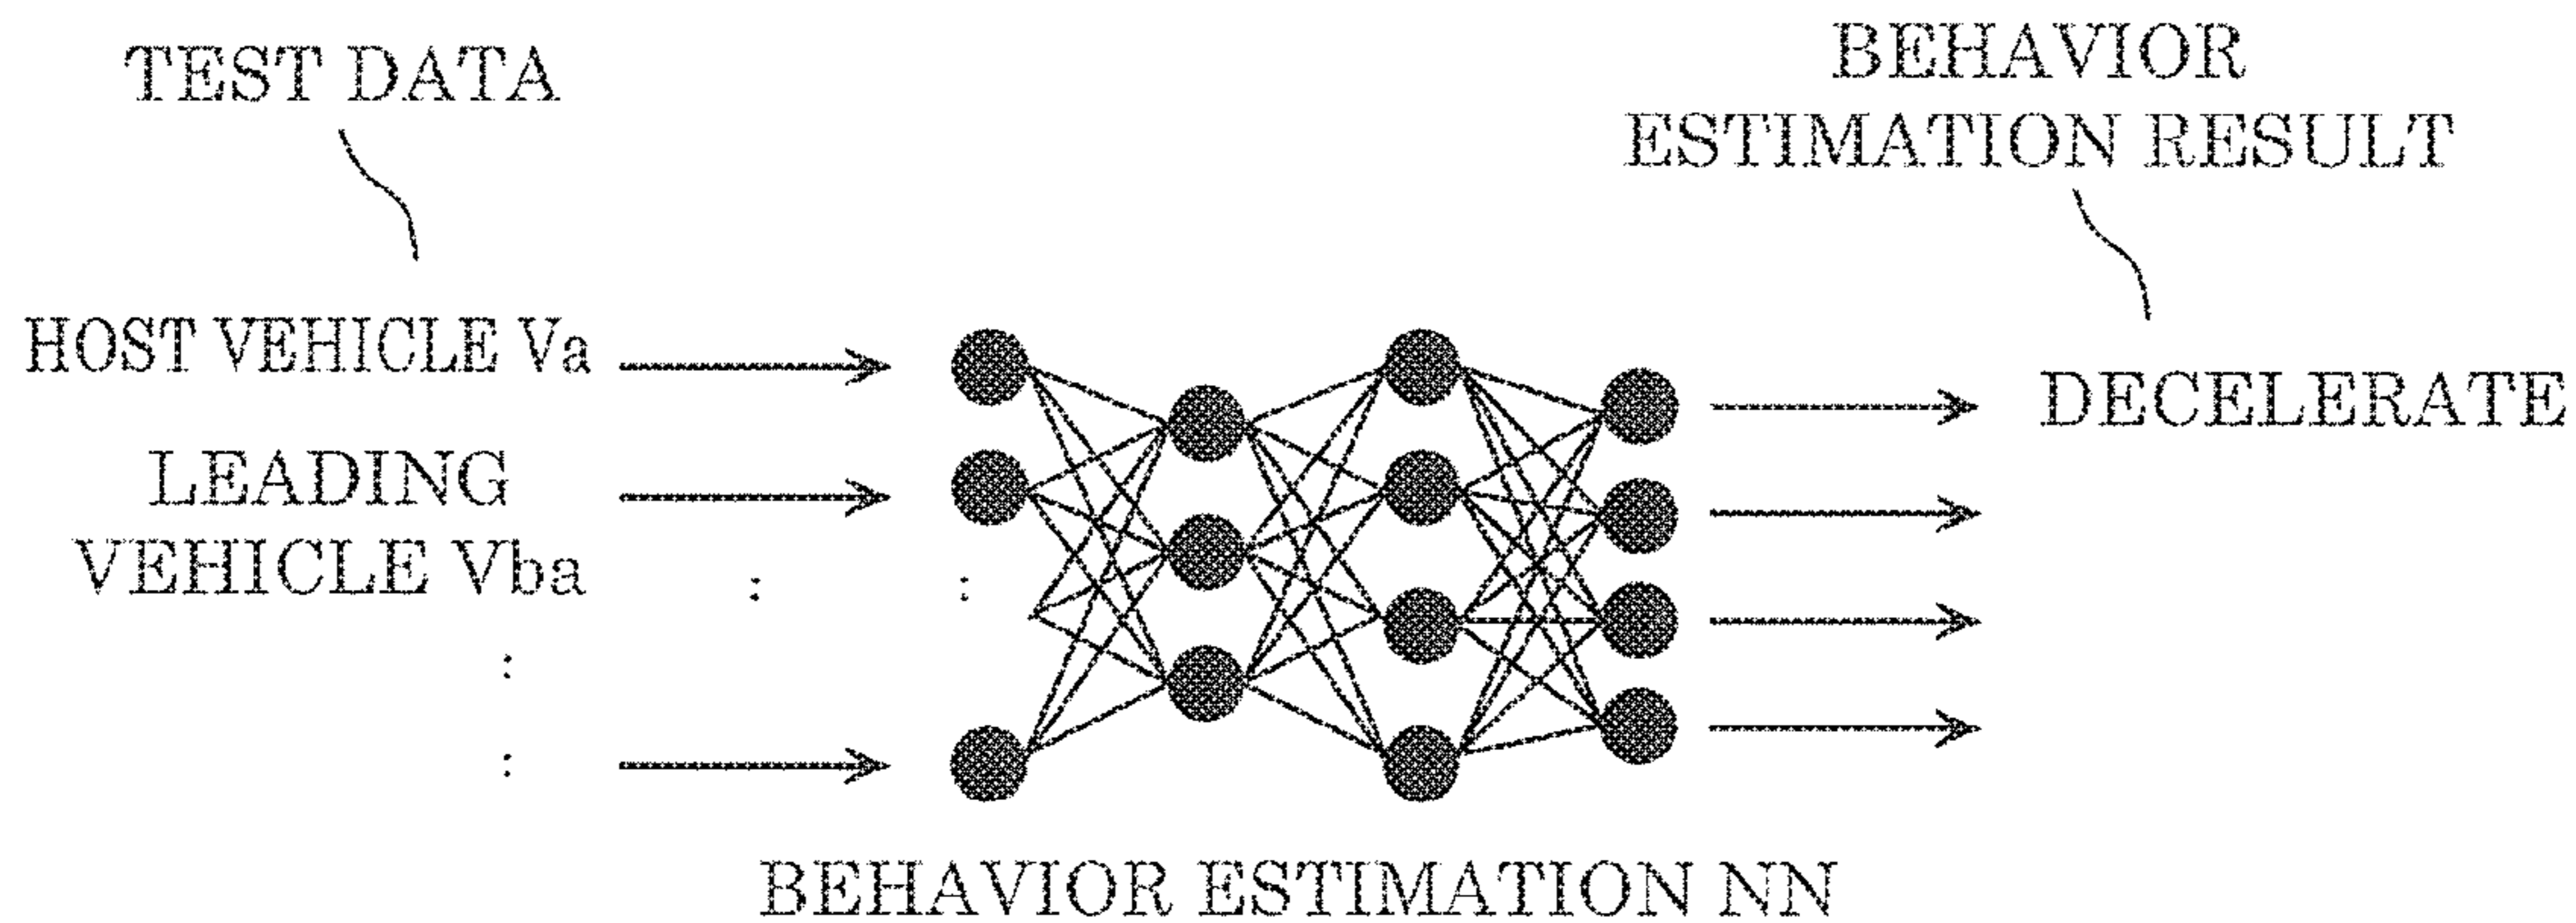 TEST DATA
BEHAVIOR
ESTIMATION RESULT
HOST VEHICLE Va
LEADING
VEHICLE Vba
:
:
:
:
DECELERATE
BEHAVIOR ESTIMATION NN